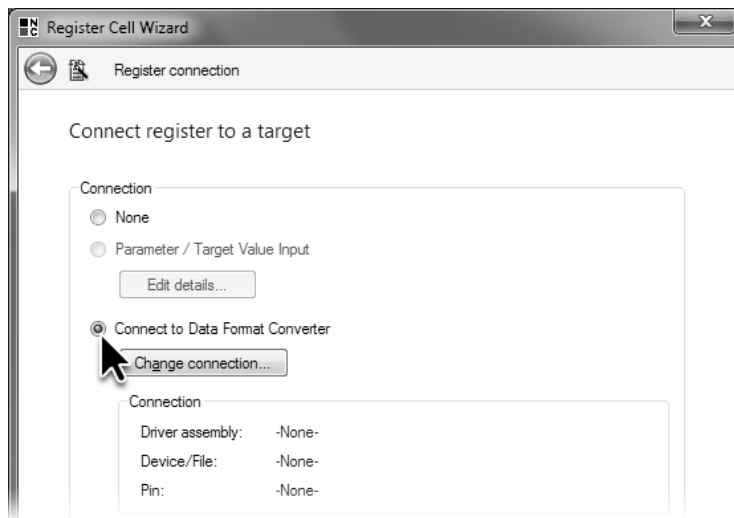 Register Cell Wizard
Register connection
Connect register to a target
Connection
None
Parameter / Target Value Input
Edit details...
Connect to Data Format Converter
Change connection...
Connection
Driver assembly: -None-
Device/File: -None-
Pin: -None-